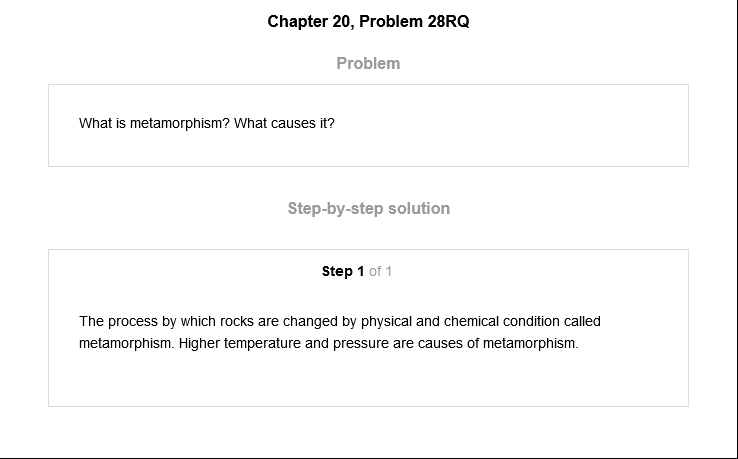 Chapter 20, Problem 28RQ
Problem
What is metamorphism? What causes it?
Step-by-step solution
Step 1 of 1
The process by which rocks are changed by physical and chemical condition called
metamorphism. Higher temperature and pressure are causes of metamorphism.